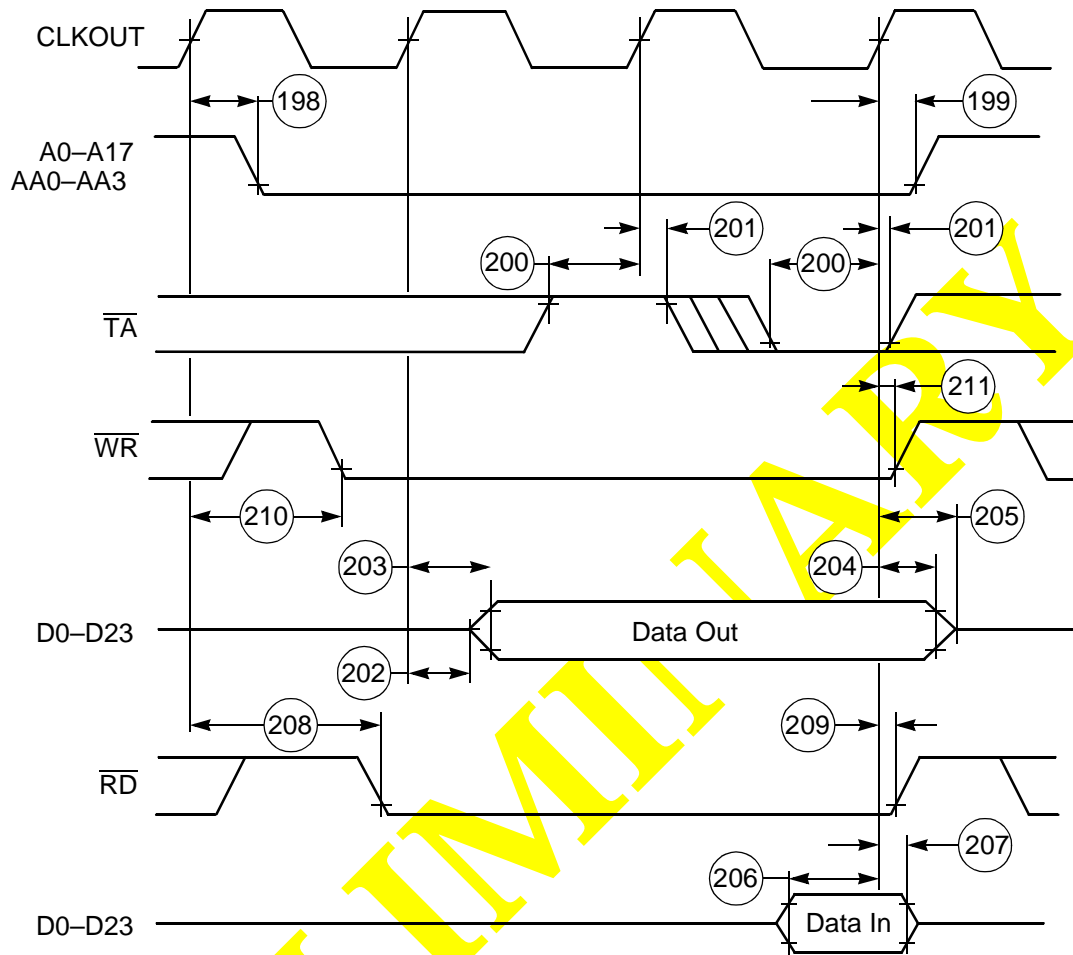 CLKOUT
198
199
A0–A17
AA0–AA3
200
201
200
201
TA
211
WR
210
205
203
204
D0–D23
Data Out
202
208
209
RD
207
206
D0–D23
Data In
IMINARY